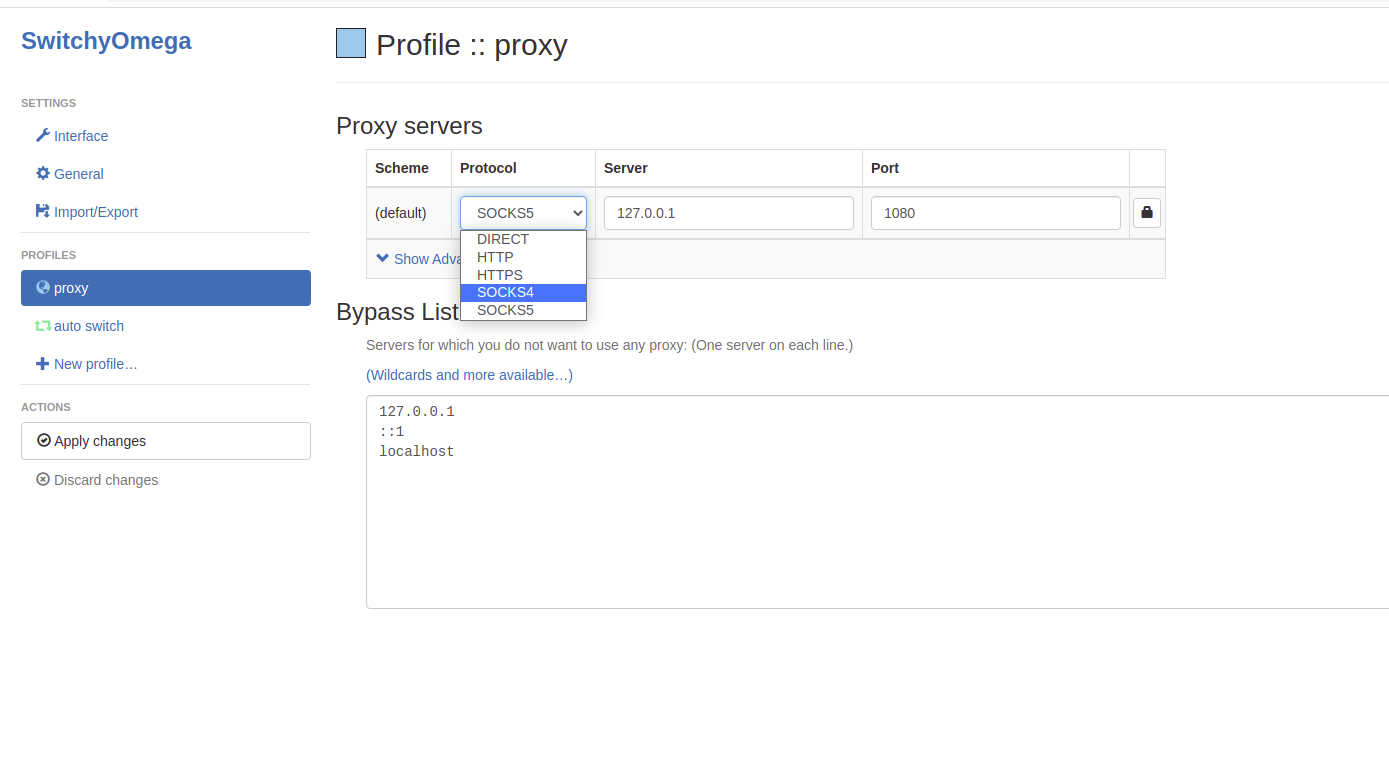 SwitchyOmega
SETTINGS
Interface
General
Import/Export
PROFILES
proxy
auto switch
New profile…
ACTIONS
Apply changes
Discard changes
Profile :: proxy
Proxy servers
Scheme Protocol Server Port
(default) SOCKS5 127.0.0.1 1080
DIRECT
HTTP
HTTPS
SOCKS4
SOCKS5
Show Adva
Bypass List
Servers for which you do not want to use any proxy: (One server on each line.)
(Wildcards and more available…)
127.0.0.1
::1
localhost